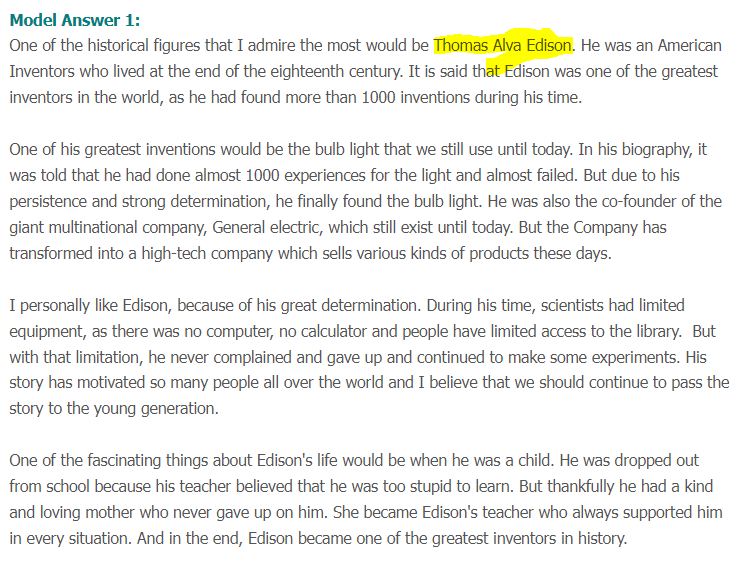 Model Answer 1:
One of the historical figures that I admire the most would be Thomas Alva Edison. He was an American
Inventors who lived at the end of the eighteenth century. It is said that Edison was one of the greatest
inventors in the world, as he had found more than 1000 inventions during his time.
One of his greatest inventions would be the bulb light that we still use until today. In his biography, it
was told that he had done almost 1000 experiences for the light and almost failed. But due to his
persistence and strong determination, he finally found the bulb light. He was also the co-founder of the
giant multinational company, General electric, which still exist until today. But the Company has
transformed into a high-tech company which sells various kinds of products these days.
I personally like Edison, because of his great determination. During his time, scientists had limited
equipment, as there was no computer, no calculator and people have limited access to the library.  But
with that limitation, he never complained and gave up and continued to make some experiments. His
story has motivated so many people all over the world and I believe that we should continue to pass the
story to the young generation.
One of the fascinating things about Edison's life would be when he was a child. He was dropped out
from school because his teacher believed that he was too stupid to learn. But thankfully he had a kind
and loving mother who never gave up on him. She became Edison's teacher who always supported him
in every situation. And in the end, Edison became one of the greatest inventors in history.